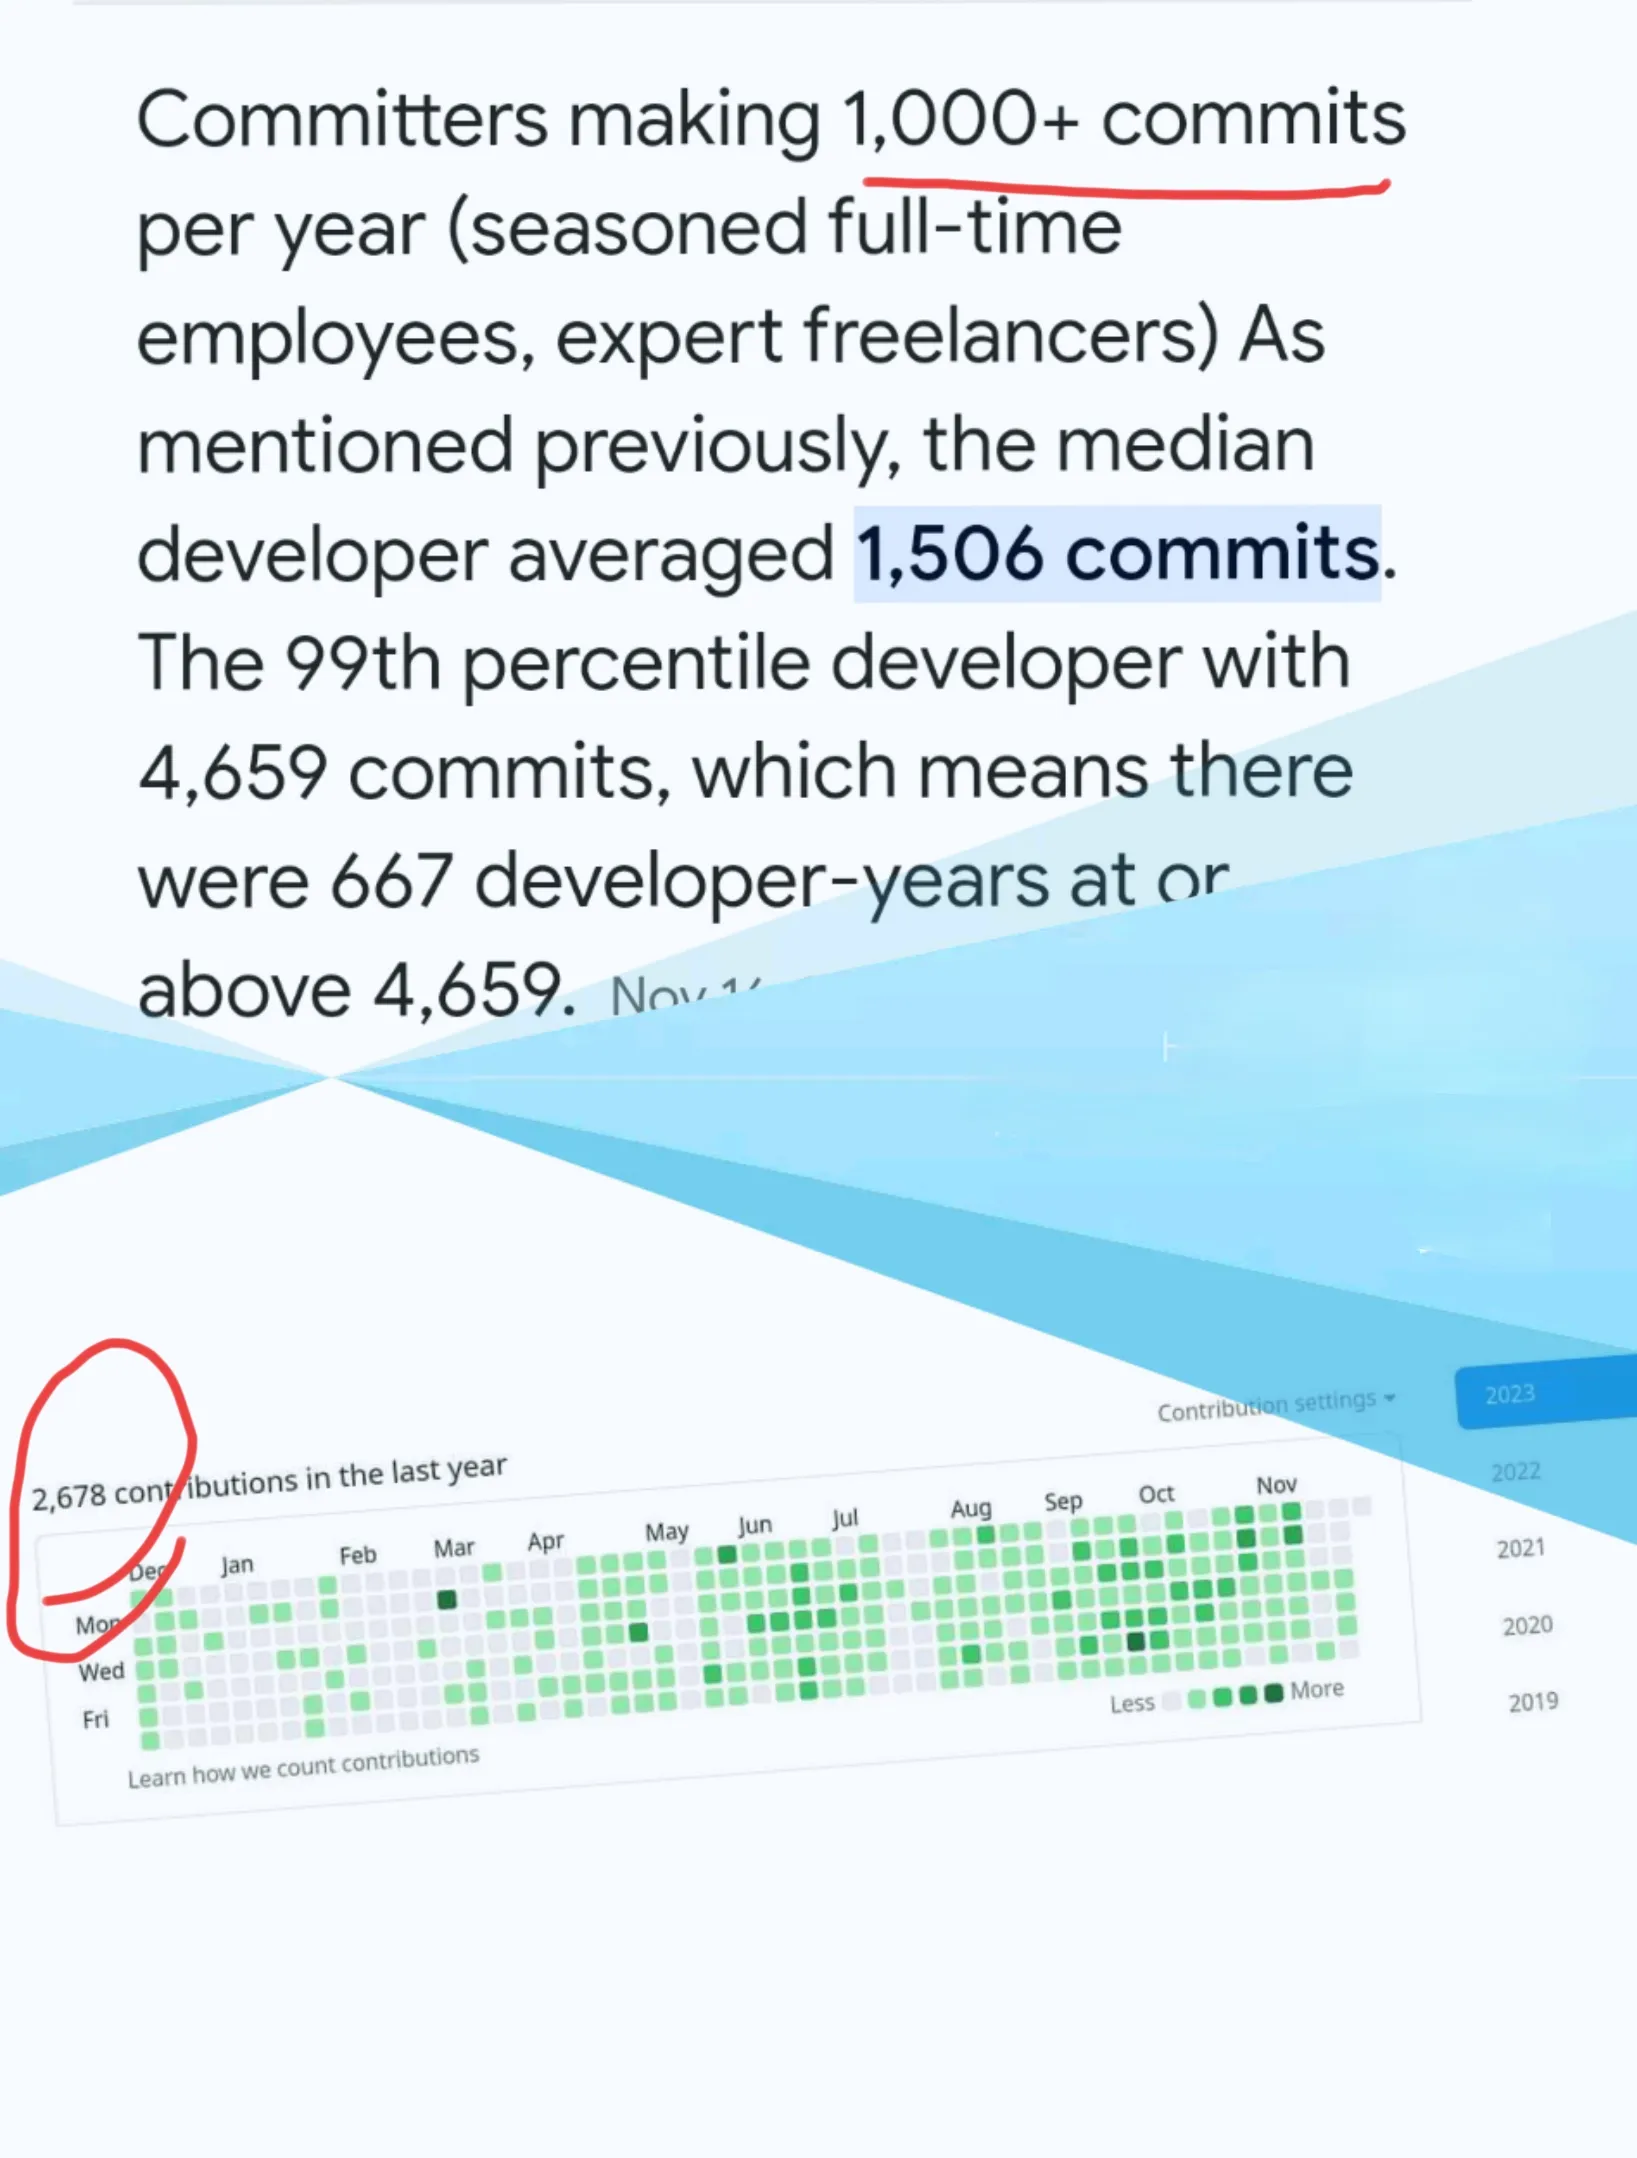 Committers making 1,000+ commits
per year (seasoned full-time
employees, expert freelancers) As
mentioned previously, the median
developer averaged 1,506 commits.
The 99th percentile developer with
4,659 commits, which means there
were 667 developer-years at or
above 4,659. Nov
Contribution settings
2023
2022
2021
2020
2019
2,678 contributions in the last year
Dec Jan Feb Mar Apr May Jun Jul Aug Sep Oct Nov
Mon
Wed
Fri
Less More
Learn how we count contributions